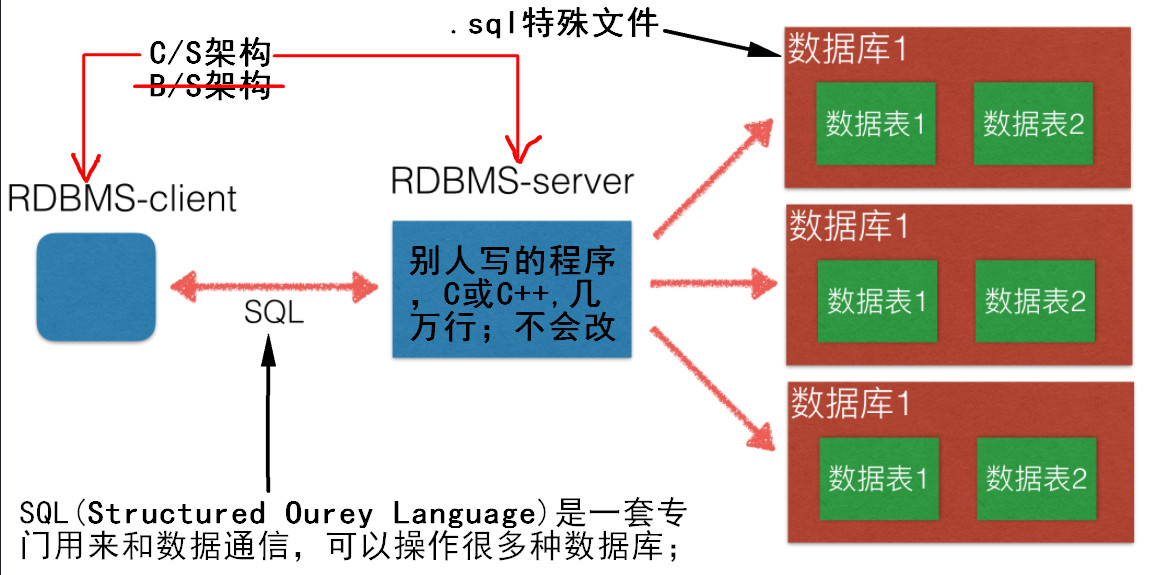 .sql特殊文件
C/S架构
B/S架构
RDBMS-client
RDBMS-server
别人写的程序
，C或C++,几
万行；不会改
SQL
数据库1
数据表1
数据表2
数据库1
数据表1
数据表2
数据库1
数据表1
数据表2
SQL(Structured Ourey Language)是一套专
门用来和数据通信，可以操作很多种数据库；